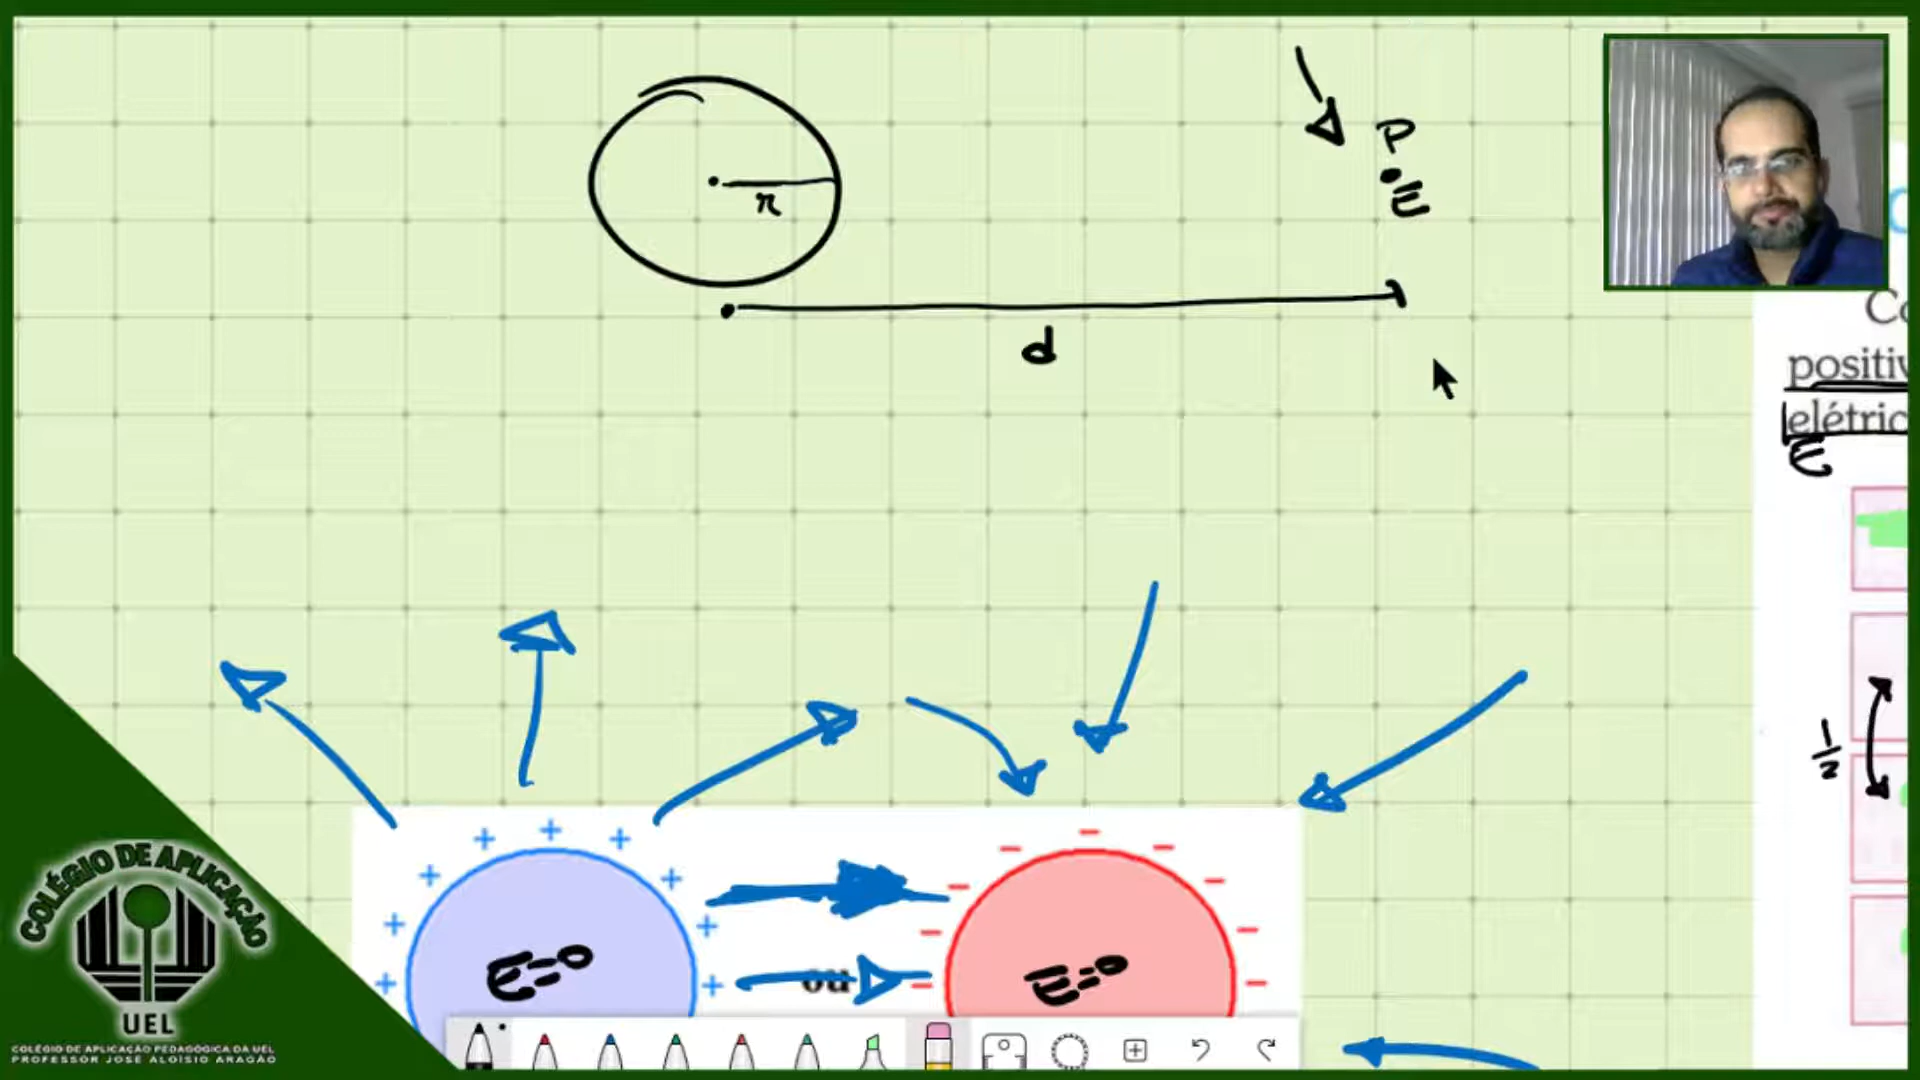 P
E
r
d
Co
positiv
elétric
E
1/2
E=0
ou
E=0
COLÉGIO DE APLICAÇÃO
UEL
COLÉGIO DE APLICAÇÃO PEDAGÓGICA DA UEL
PROFESSOR JOSÉ ALOÍSIO ARAGÃO